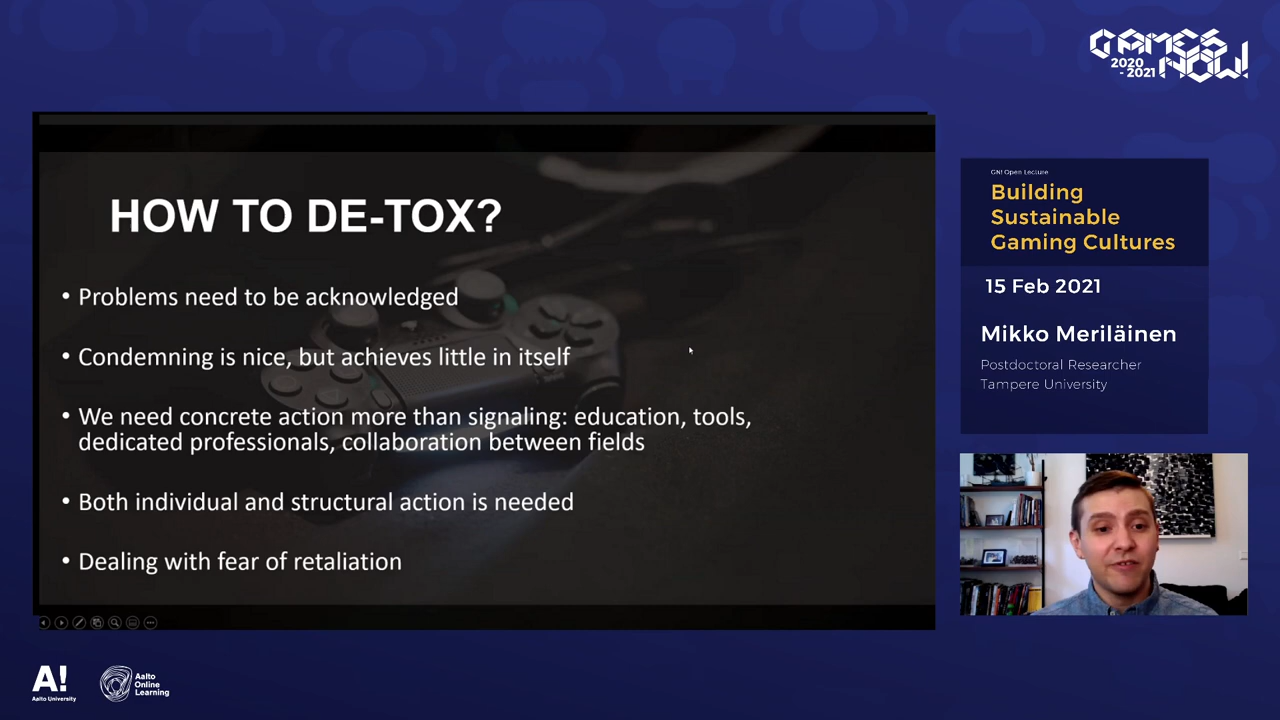 GAMES
NOW!
2020
- 2021
HOW TO DE-TOX?
• Problems need to be acknowledged
• Condemning is nice, but achieves little in itself
• We need concrete action more than signaling: education, tools,
dedicated professionals, collaboration between fields
• Both individual and structural action is needed
• Dealing with fear of retaliation
GN! Open Lecture
Building
Sustainable
Gaming Cultures
15 Feb 2021
Mikko Meriläinen
Postdoctoral Researcher
Tampere University
A!
Aalto University
Aalto
Online
Learning